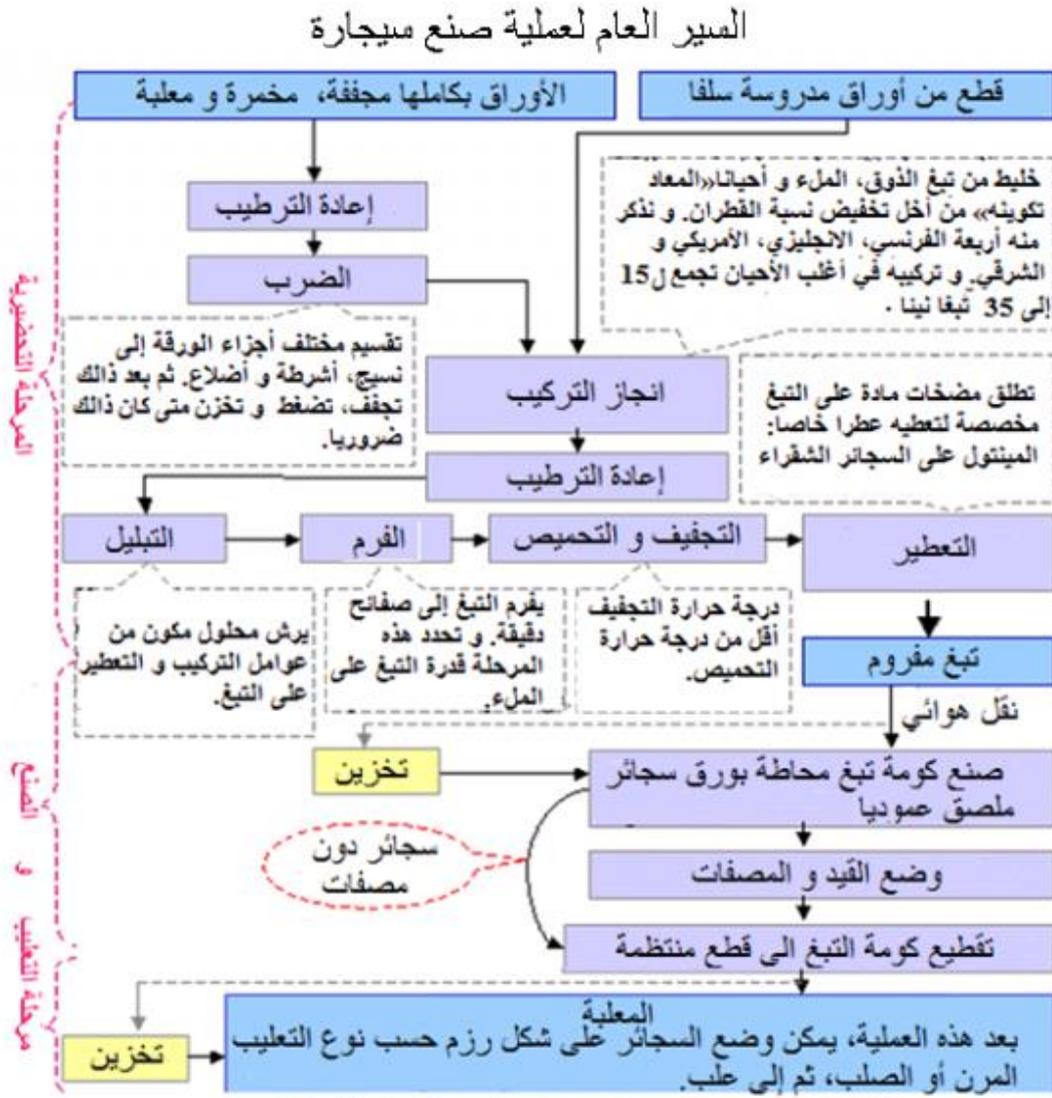 السير العام لعملية صنع سيجارة
قطع من أوراق مدروسة سلفا
الأوراق بكاملها مجففة، مخمرة و معلبة
خليط من تبغ الذوق، الملء و أحيانا«المعاد
تكوينه» من أخل تخفيض نسبة القطران. و نذكر
منه أربعة الفرنسي، الانجليزي، الأمريكي و
الشرقي. و تركيبه في أغلب الأحيان تجمع ل15
إلى 35 تبغا نينا .
إعادة الترطيب
الضرب
تقسيم مختلف أجزاء الورقة إلى
نسيج، أشرطة و أضلاع. ثم بعد ذالك
تجفف، تضغط و تخزن متى كان ذالك
ضروريا.
انجاز التركيب
تطلق مضخات مادة على التبغ
مخصصة لتعطيه عطرا خاصا:
المينتول على السجائر الشقراء
إعادة الترطيب
التبليل
الفرم
التجفيف و التحميص
التعطير
يرش محلول مكون من
عوامل التركيب و التعطير
على التبغ.
يفرم التبغ إلى صفائح
دقيقة. و تحدد هذه
المرحلة قدرة التبغ على
الملء.
درجة حرارة التجفيف
أقل من درجة حرارة
التحميص.
تبغ مفروم
نقل هوائي
تخزين
صنع كومة تبغ محاطة بورق سجائر
ملصق عموديا
سجائر دون
مصفات
وضع القيد و المصفات
تقطيع كومة التبغ الى قطع منتظمة
المعلبة
بعد هذه العملية، يمكن وضع السجائر على شكل رزم حسب نوع التعليب
المرن أو الصلب، ثم إلى علب.
تخزين
المرحلة التحضيرية
مرحلة التعليب و الصنع